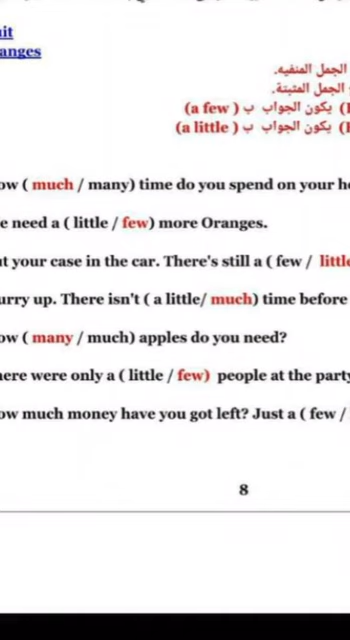 it
anges
الجمل المنفيه.
الجمل المثبتة.
يكون الجواب ب ( a few)
يكون الجواب ب ( a little)
ow ( much / many) time do you spend on your h
e need a ( little / few) more Oranges.
t your case in the car. There's still a ( few / little
urry up. There isn't ( a little/ much) time before
ow ( many / much) apples do you need?
ere were only a ( little / few) people at the party
ow much money have you got left? Just a ( few /
8